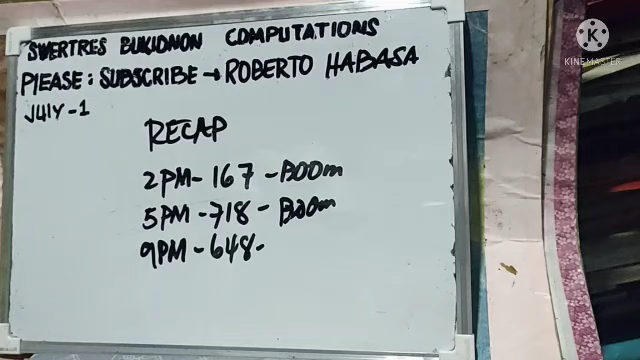 SWERTRES BUKIDNON COMPUTATIONS
PlEASE: SUBSCRIBE → ROBERTO HABASA
JUlY-1
RECAP
2PM- 167 - BOOm
5PM -718 - BOOm
9PM - 648-
K
KINEMASTER